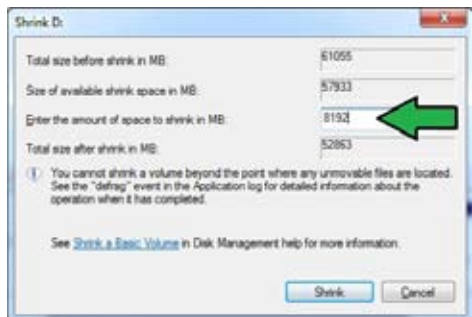 Shrink D:
Total size before shrink in MB: 61055
Size of available shrink space in MB: 57933
Enter the amount of space to shrink in MB: 8192
Total size after shrink in MB: 52863
You cannot shrink a volume beyond the point where any unmovable files are located.
See the "defrag" event in the Application log for detailed information about the
operation when it has completed.
See Shrink a Basic Volume in Disk Management help for more information.
Shrink Cancel